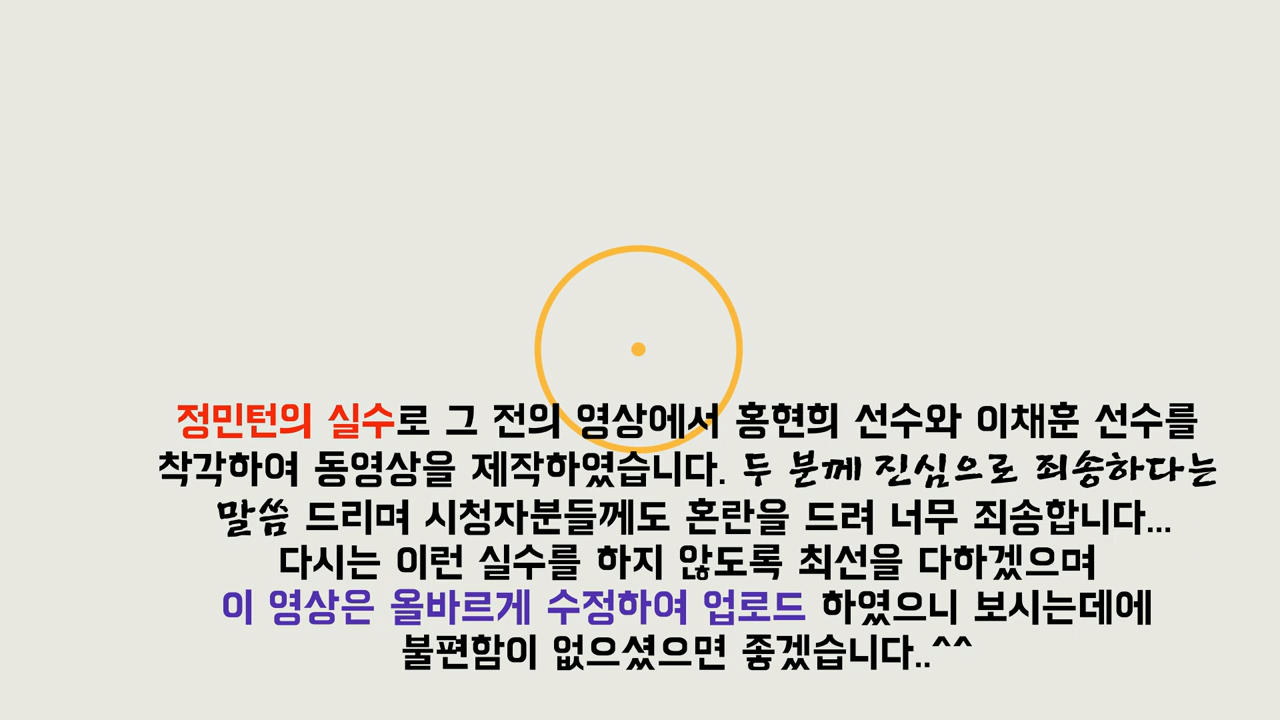 정민턴의 실수로 그 전의 영상에서 홍현희 선수와 이채훈 선수를
착각하여 동영상을 제작하였습니다. 두 분께 진심으로 죄송하다는
말씀 드리며 시청자분들께도 혼란을 드려 너무 죄송합니다...
다시는 이런 실수를 하지 않도록 최선을 다하겠으며
이 영상은 올바르게 수정하여 업로드 하였으니 보시는데에
불편함이 없으셨으면 좋겠습니다..^^